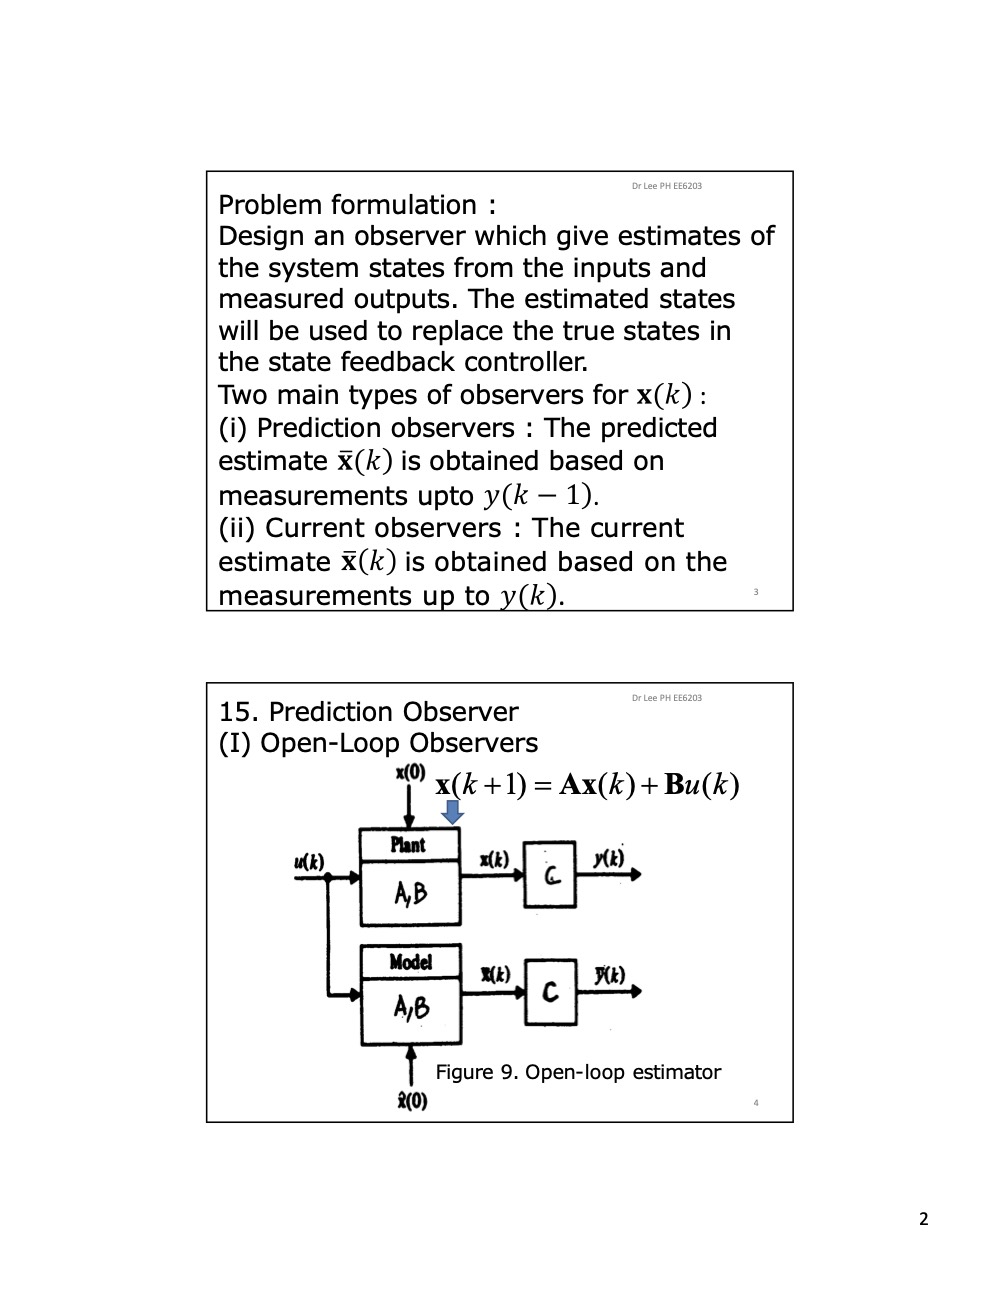 Dr Lee PH EE6203
Problem formulation :
Design an observer which give estimates of
the system states from the inputs and
measured outputs. The estimated states
will be used to replace the true states in
the state feedback controller.
Two main types of observers for 𝐱(𝑘) :
(i) Prediction observers : The predicted
estimate x̄(𝑘) is obtained based on
measurements upto 𝑦(𝑘 − 1).
(ii) Current observers : The current
estimate x̄(𝑘) is obtained based on the
measurements up to 𝑦(𝑘).
3
Dr Lee PH EE6203
15. Prediction Observer
(I) Open-Loop Observers
x(0)
x(k+1) = Ax(k) + Bu(k)
Plant
u(k)
x(k)
y(k)
C
A,B
Model
x̄(k)
ȳ(k)
C
A,B
Figure 9. Open-loop estimator
x̂(0)
4
2